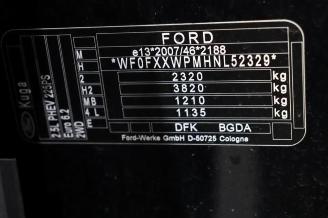 FORD
e13*2007/46*2188
*WF0FXXWPMHNL52329*
2320 kg
H2 3820 kg
MB 1210 kg
4L 1135 kg
DFK BGDA
Ford-Werke GmbH D-50725 Cologne
Kuga
2.5L PHEV 225PS
Euro 6.2
2WD